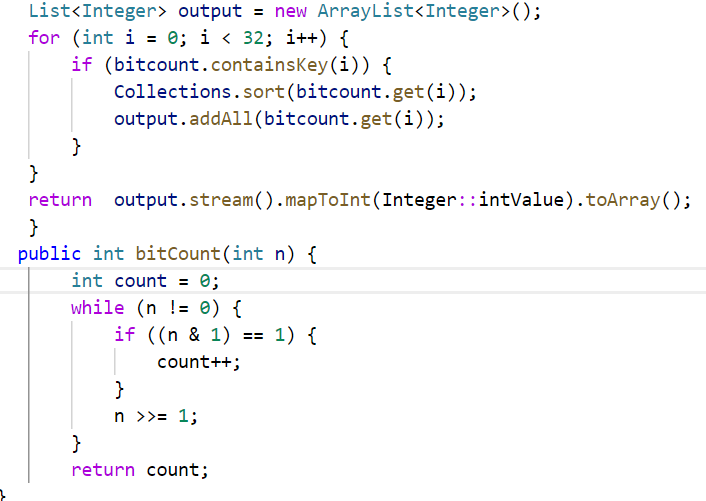 List<Integer> output = new ArrayList<Integer>();
for (int i = 0; i < 32; i++) {
if (bitcount.containsKey(i)) {
Collections.sort(bitcount.get(i));
output.addAll(bitcount.get(i));
}
}
return  output.stream().mapToInt(Integer::intValue).toArray();
}
public int bitCount(int n) {
int count = 0;
while (n != 0) {
if ((n & 1) == 1) {
count++;
}
n >>= 1;
}
return count;
}